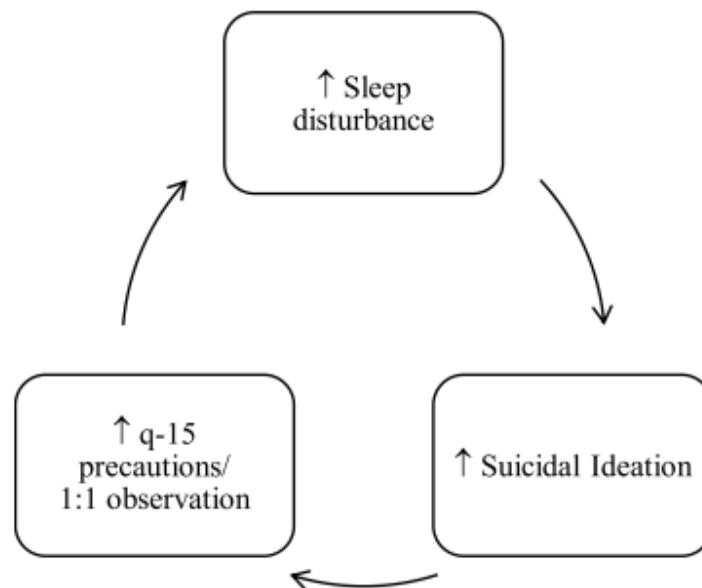 ↑ Sleep
disturbance
↑ Suicidal Ideation
↑ q-15
precautions/
1:1 observation